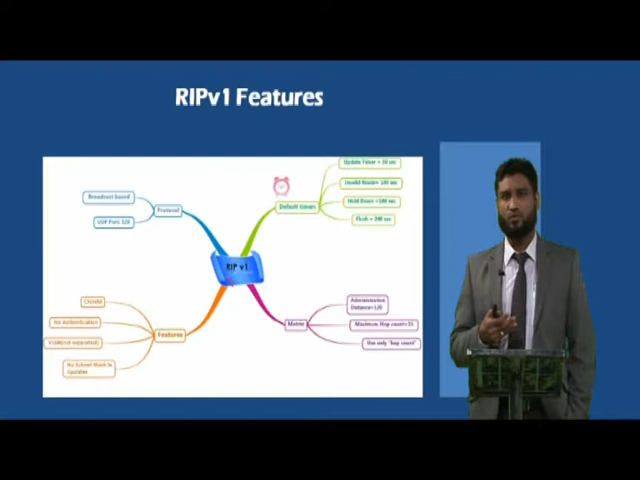 RIPv1 Features
Update Timer = 30 sec
Broadcast based
Invalid Route= 180 sec
Protocol
Default timers
Hold Down =180 sec
UDP Port: 520
Flush = 240 sec
RIP v1
Classful
Administrative
Distance=120
No Authentication
Metric
Maximum Hop count=15
Features
VLSM(not supported)
Use only "hop count"
No Subnet Mask in
updates